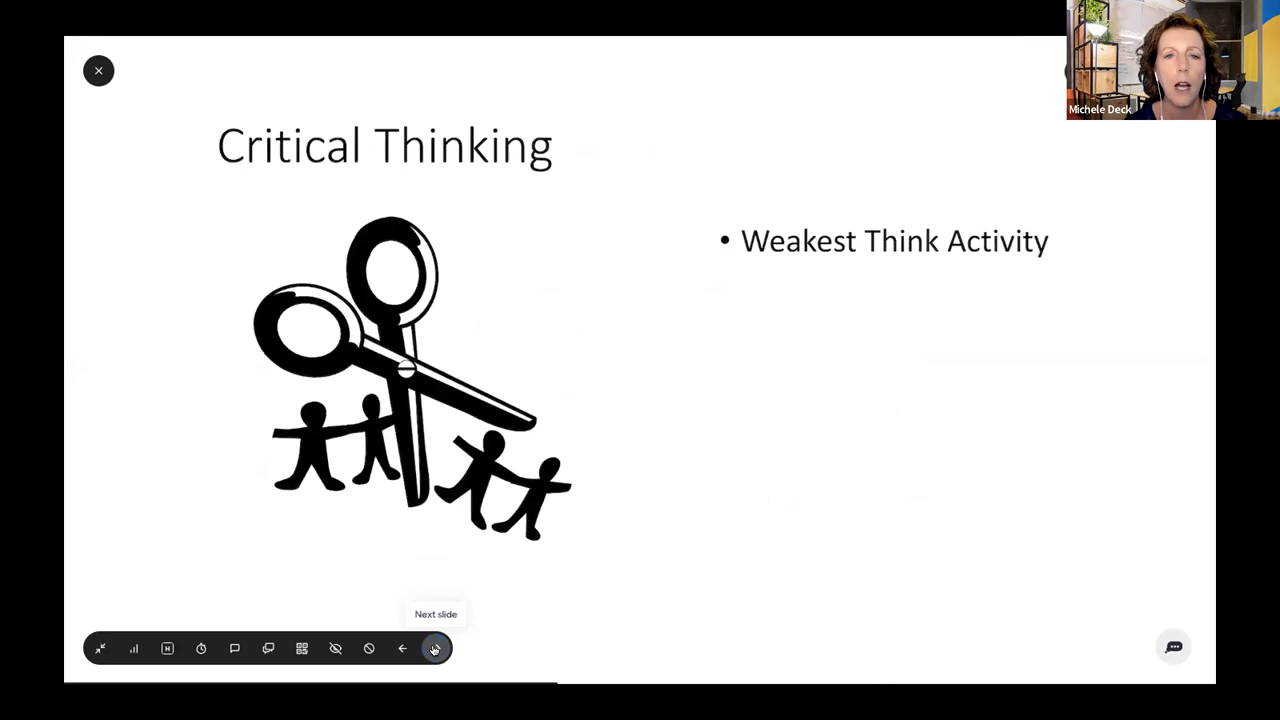 Michele Deck
Critical Thinking
• Weakest Think Activity
Next slide
H